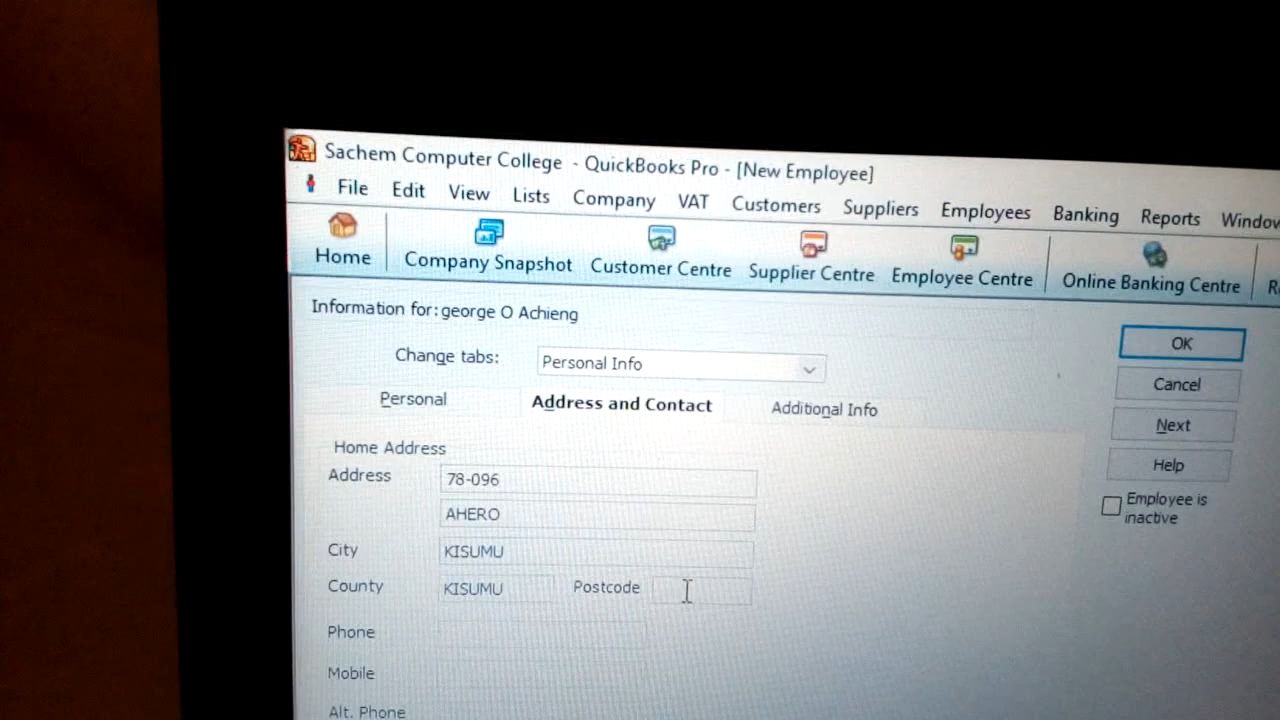 Sachem Computer College - QuickBooks Pro - [New Employee]
File Edit View Lists Company VAT Customers Suppliers Employees Banking Reports Window
Home Company Snapshot Customer Centre Supplier Centre Employee Centre Online Banking Centre
Information for: george O Achieng
OK
Change tabs: Personal Info
Cancel
Personal Address and Contact Additional Info
Next
Home Address
Help
Address 78-096
Employee is
inactive
AHERO
City KISUMU
County KISUMU Postcode
Phone
Mobile
Alt. Phone